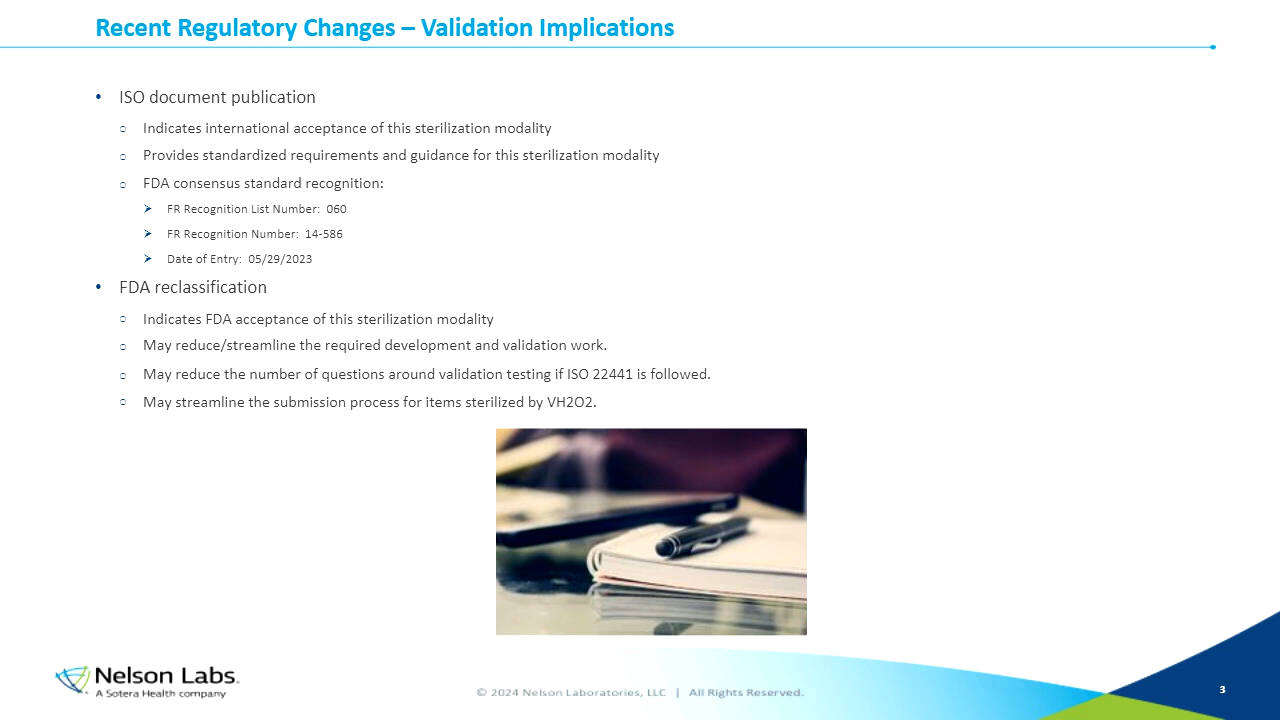 Recent Regulatory Changes – Validation Implications
• ISO document publication
○ Indicates international acceptance of this sterilization modality
○ Provides standardized requirements and guidance for this sterilization modality
○ FDA consensus standard recognition:
➢ FR Recognition List Number: 060
➢ FR Recognition Number: 14-586
➢ Date of Entry: 05/29/2023
• FDA reclassification
○ Indicates FDA acceptance of this sterilization modality
○ May reduce/streamline the required development and validation work.
○ May reduce the number of questions around validation testing if ISO 22441 is followed.
○ May streamline the submission process for items sterilized by VH2O2.
Nelson Labs.
A Sotera Health company
© 2024 Nelson Laboratories, LLC | All Rights Reserved.
3